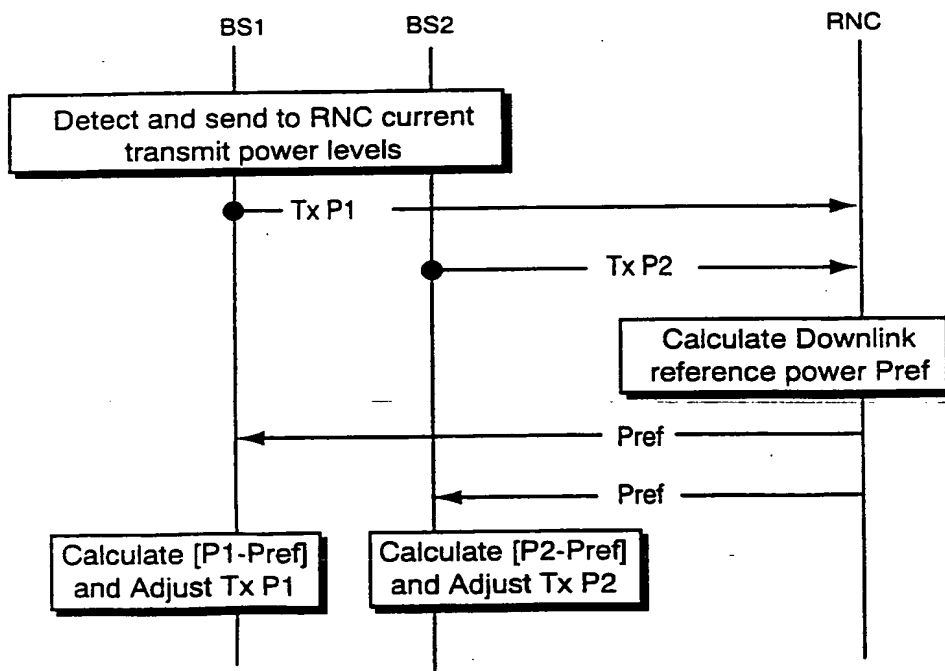 BS1
BS2
RNC
Detect and send to RNC current
transmit power levels
Tx P1
Tx P2
Calculate Downlink
reference power Pref
Pref
Pref
Calculate [P1-Pref]
and Adjust Tx P1
Calculate [P2-Pref]
and Adjust Tx P2